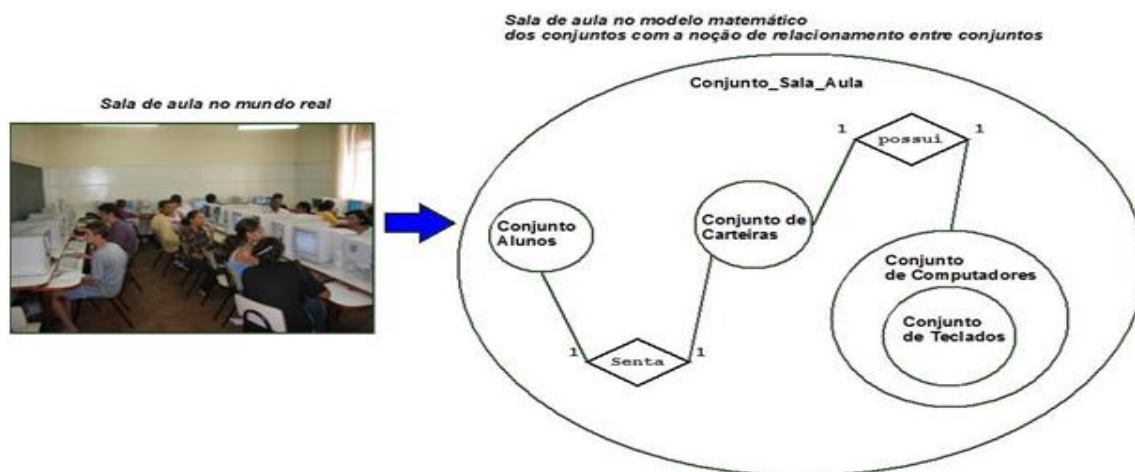 Sala de aula no modelo matemático
dos conjuntos com a noção de relacionamento entre conjuntos
Conjunto_Sala_Aula
Sala de aula no mundo real
1
possui
1
Conjunto
Alunos
Conjunto de
Carteiras
Conjunto
de Computadores
Conjunto
de Teclados
1
Senta
1